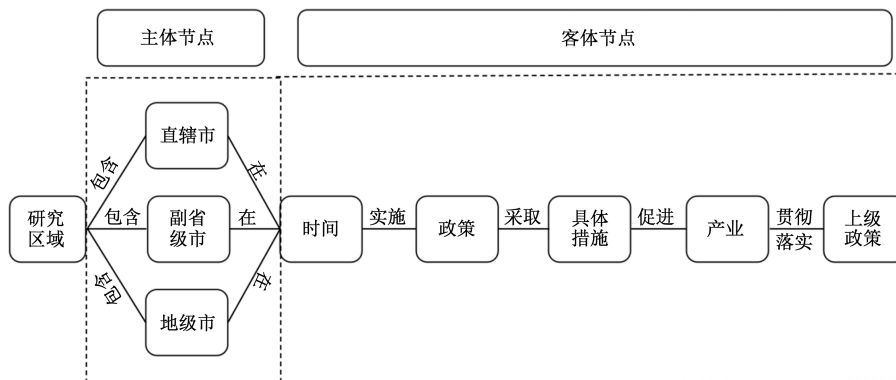 主体节点
客体节点
直辖市
包含
在
研究
区域
包含
副省
级市
在
时间
实施
政策
采取
具体
措施
促进
产业
贯彻
落实
上级
政策
包含
地级市
在